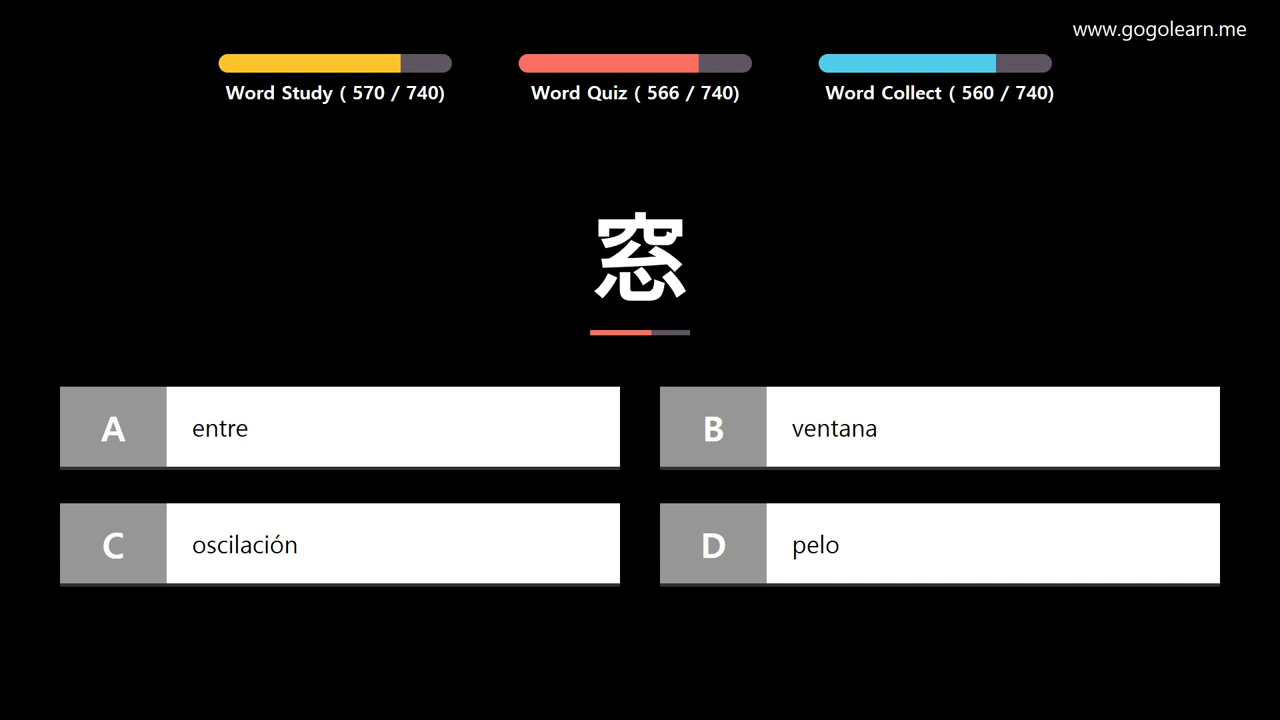 www.gogolearn.me
Word Study ( 570 / 740)
Word Quiz ( 566 / 740)
Word Collect ( 560 / 740)
窓
A entre
B ventana
C oscilación
D pelo